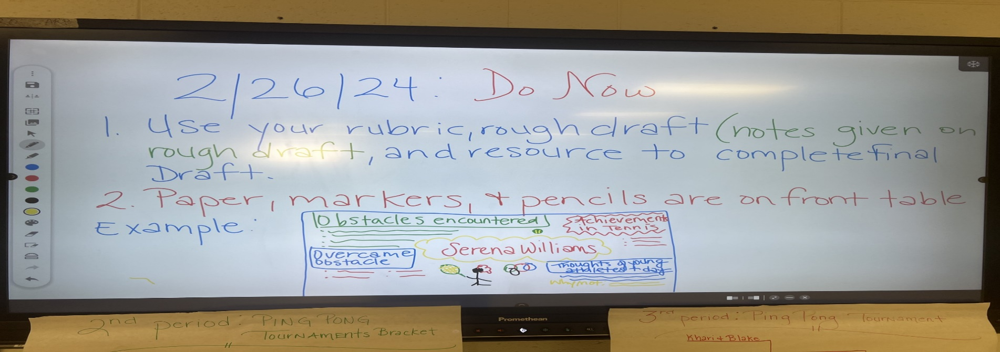 2/26/24: Do Now
1. Use your rubric, rough draft (notes given on
rough draft, and resource to complete final
Draft.
2. Paper, markers, + pencils are on front table
Example:
Obstacles encountered
Achievements
in Tennis
Serena Williams
Overcame
obstacle
Thoughts of young
Why/not:
Promethean
2nd period: PING PONG
TOURNAMENTS Bracket
3rd period: Ping Pong Tournament
Khari + Blake